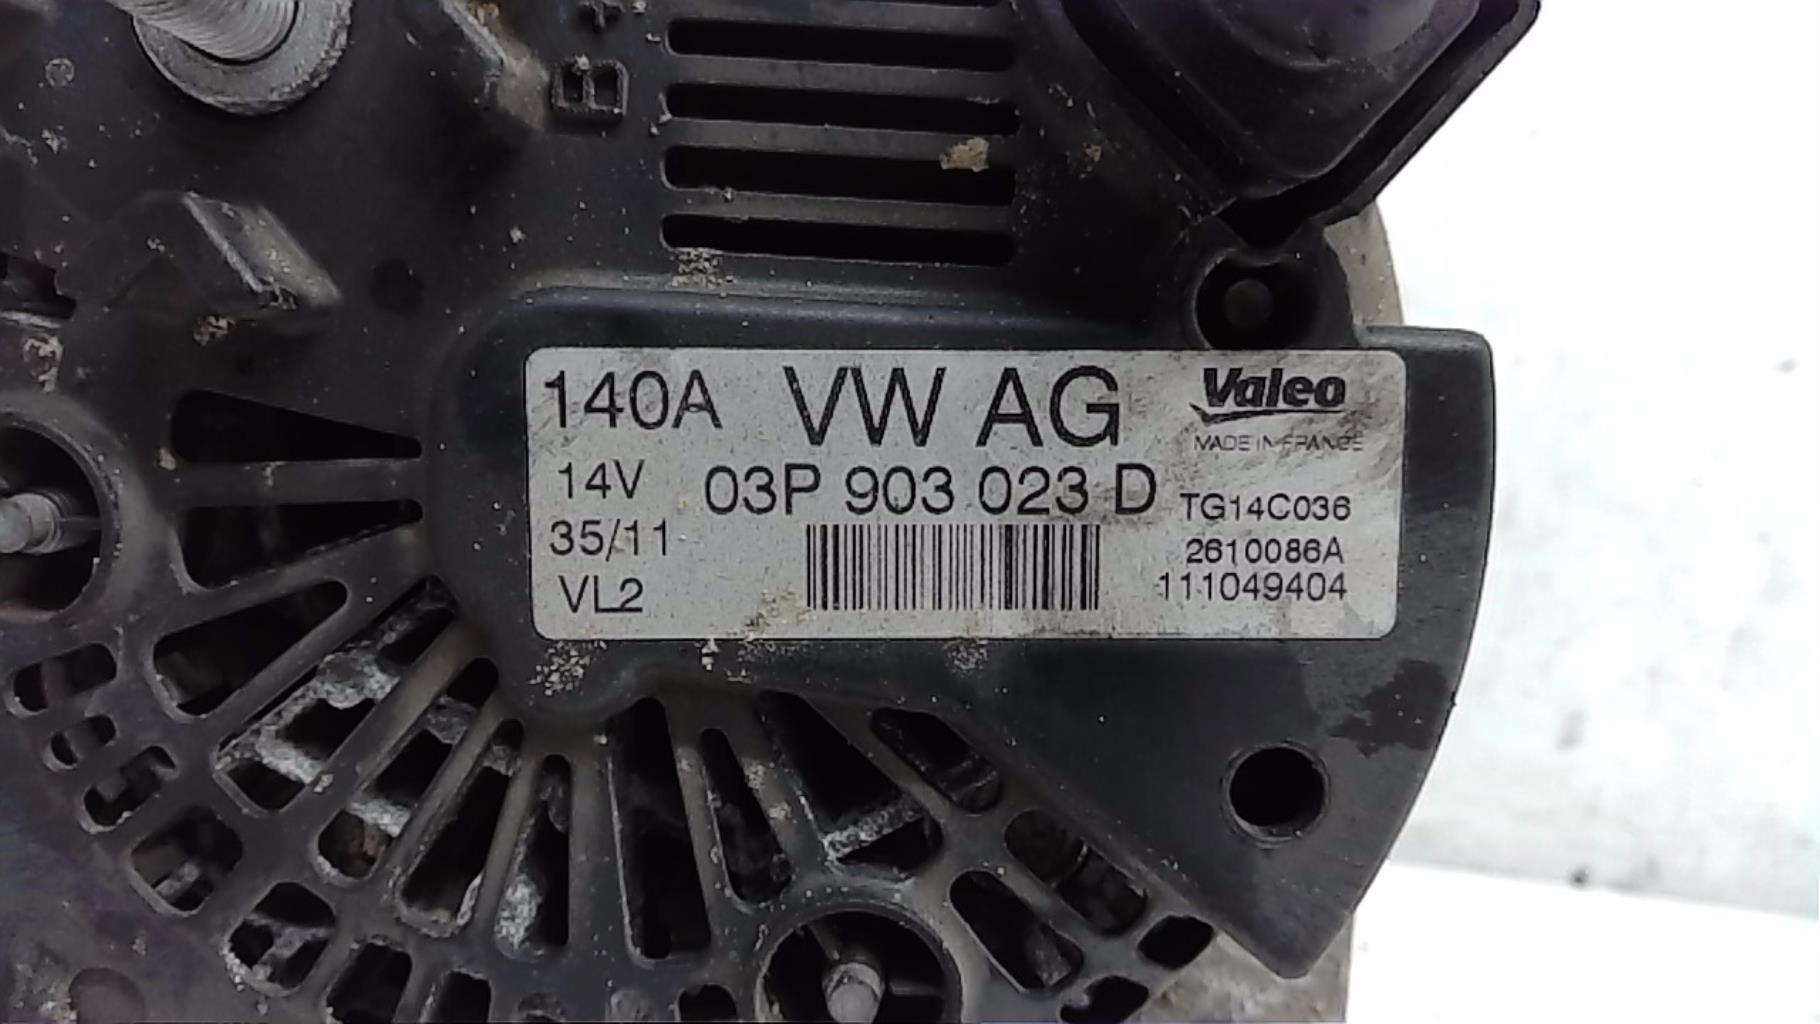 B+
140A VW AG Valeo
MADE IN FRANCE
14V 03P 903 023 D TG14C036
35/11 2610086A
VL2 111049404